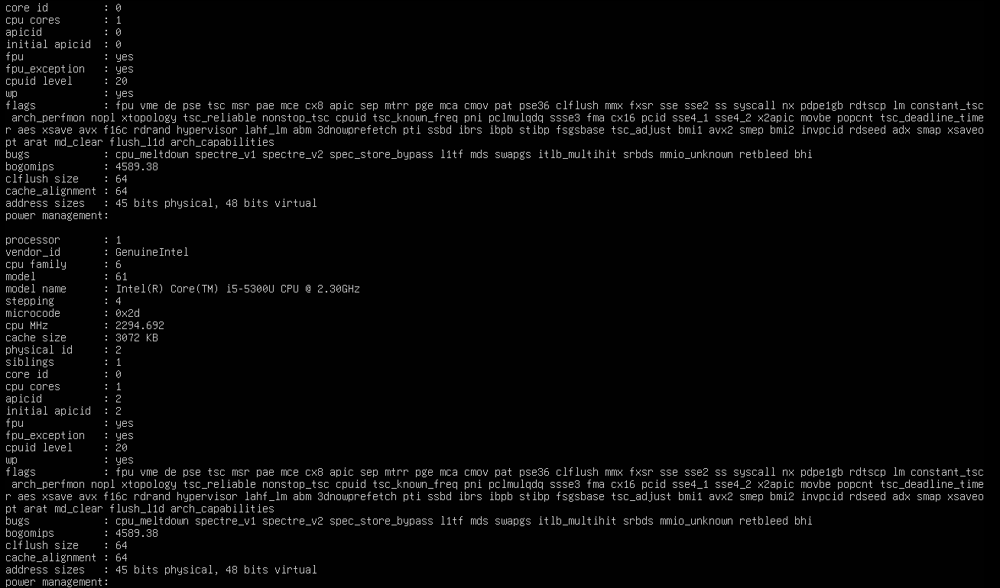 core id : 0
cpu cores : 1
apicid : 0
initial apicid : 0
fpu : yes
fpu_exception : yes
cpuid level : 20
wp : yes
flags : fpu vme de pse tsc msr pae mce cx8 apic sep mtrr pge mca cmov pat pse36 clflush mmx fxsr sse sse2 ss syscall nx pdpe1gb rdtscp lm constant_tsc
arch_perfmon nopl xtopology tsc_reliable nonstop_tsc cpuid tsc_known_freq pni pclmulqdq ssse3 fma cx16 pcid sse4_1 sse4_2 x2apic movbe popcnt tsc_deadline_time
r aes xsave avx f16c rdrand hypervisor lahf_lm abm 3dnowprefetch pti ssbd ibrs ibpb stibp fsgsbase tsc_adjust bmi1 avx2 smep bmi2 invpcid rdseed adx smap xsaveo
pt arat md_clear flush_l1d arch_capabilities
bugs : cpu_meltdown spectre_v1 spectre_v2 spec_store_bypass l1tf mds swapgs itlb_multihit srbds mmio_unknown retbleed bhi
bogomips : 4589.38
clflush size : 64
cache_alignment : 64
address sizes : 45 bits physical, 48 bits virtual
power management:
processor : 1
vendor_id : GenuineIntel
cpu family : 6
model : 61
model name : Intel(R) Core(TM) i5-5300U CPU @ 2.30GHz
stepping : 4
microcode : 0x2d
cpu MHz : 2294.692
cache size : 3072 KB
physical id : 2
siblings : 1
core id : 0
cpu cores : 1
apicid : 2
initial apicid : 2
fpu : yes
fpu_exception : yes
cpuid level : 20
wp : yes
flags : fpu vme de pse tsc msr pae mce cx8 apic sep mtrr pge mca cmov pat pse36 clflush mmx fxsr sse sse2 ss syscall nx pdpe1gb rdtscp lm constant_tsc
arch_perfmon nopl xtopology tsc_reliable nonstop_tsc cpuid tsc_known_freq pni pclmulqdq ssse3 fma cx16 pcid sse4_1 sse4_2 x2apic movbe popcnt tsc_deadline_time
r aes xsave avx f16c rdrand hypervisor lahf_lm abm 3dnowprefetch pti ssbd ibrs ibpb stibp fsgsbase tsc_adjust bmi1 avx2 smep bmi2 invpcid rdseed adx smap xsaveo
pt arat md_clear flush_l1d arch_capabilities
bugs : cpu_meltdown spectre_v1 spectre_v2 spec_store_bypass l1tf mds swapgs itlb_multihit srbds mmio_unknown retbleed bhi
bogomips : 4589.38
clflush size : 64
cache_alignment : 64
address sizes : 45 bits physical, 48 bits virtual
power management: